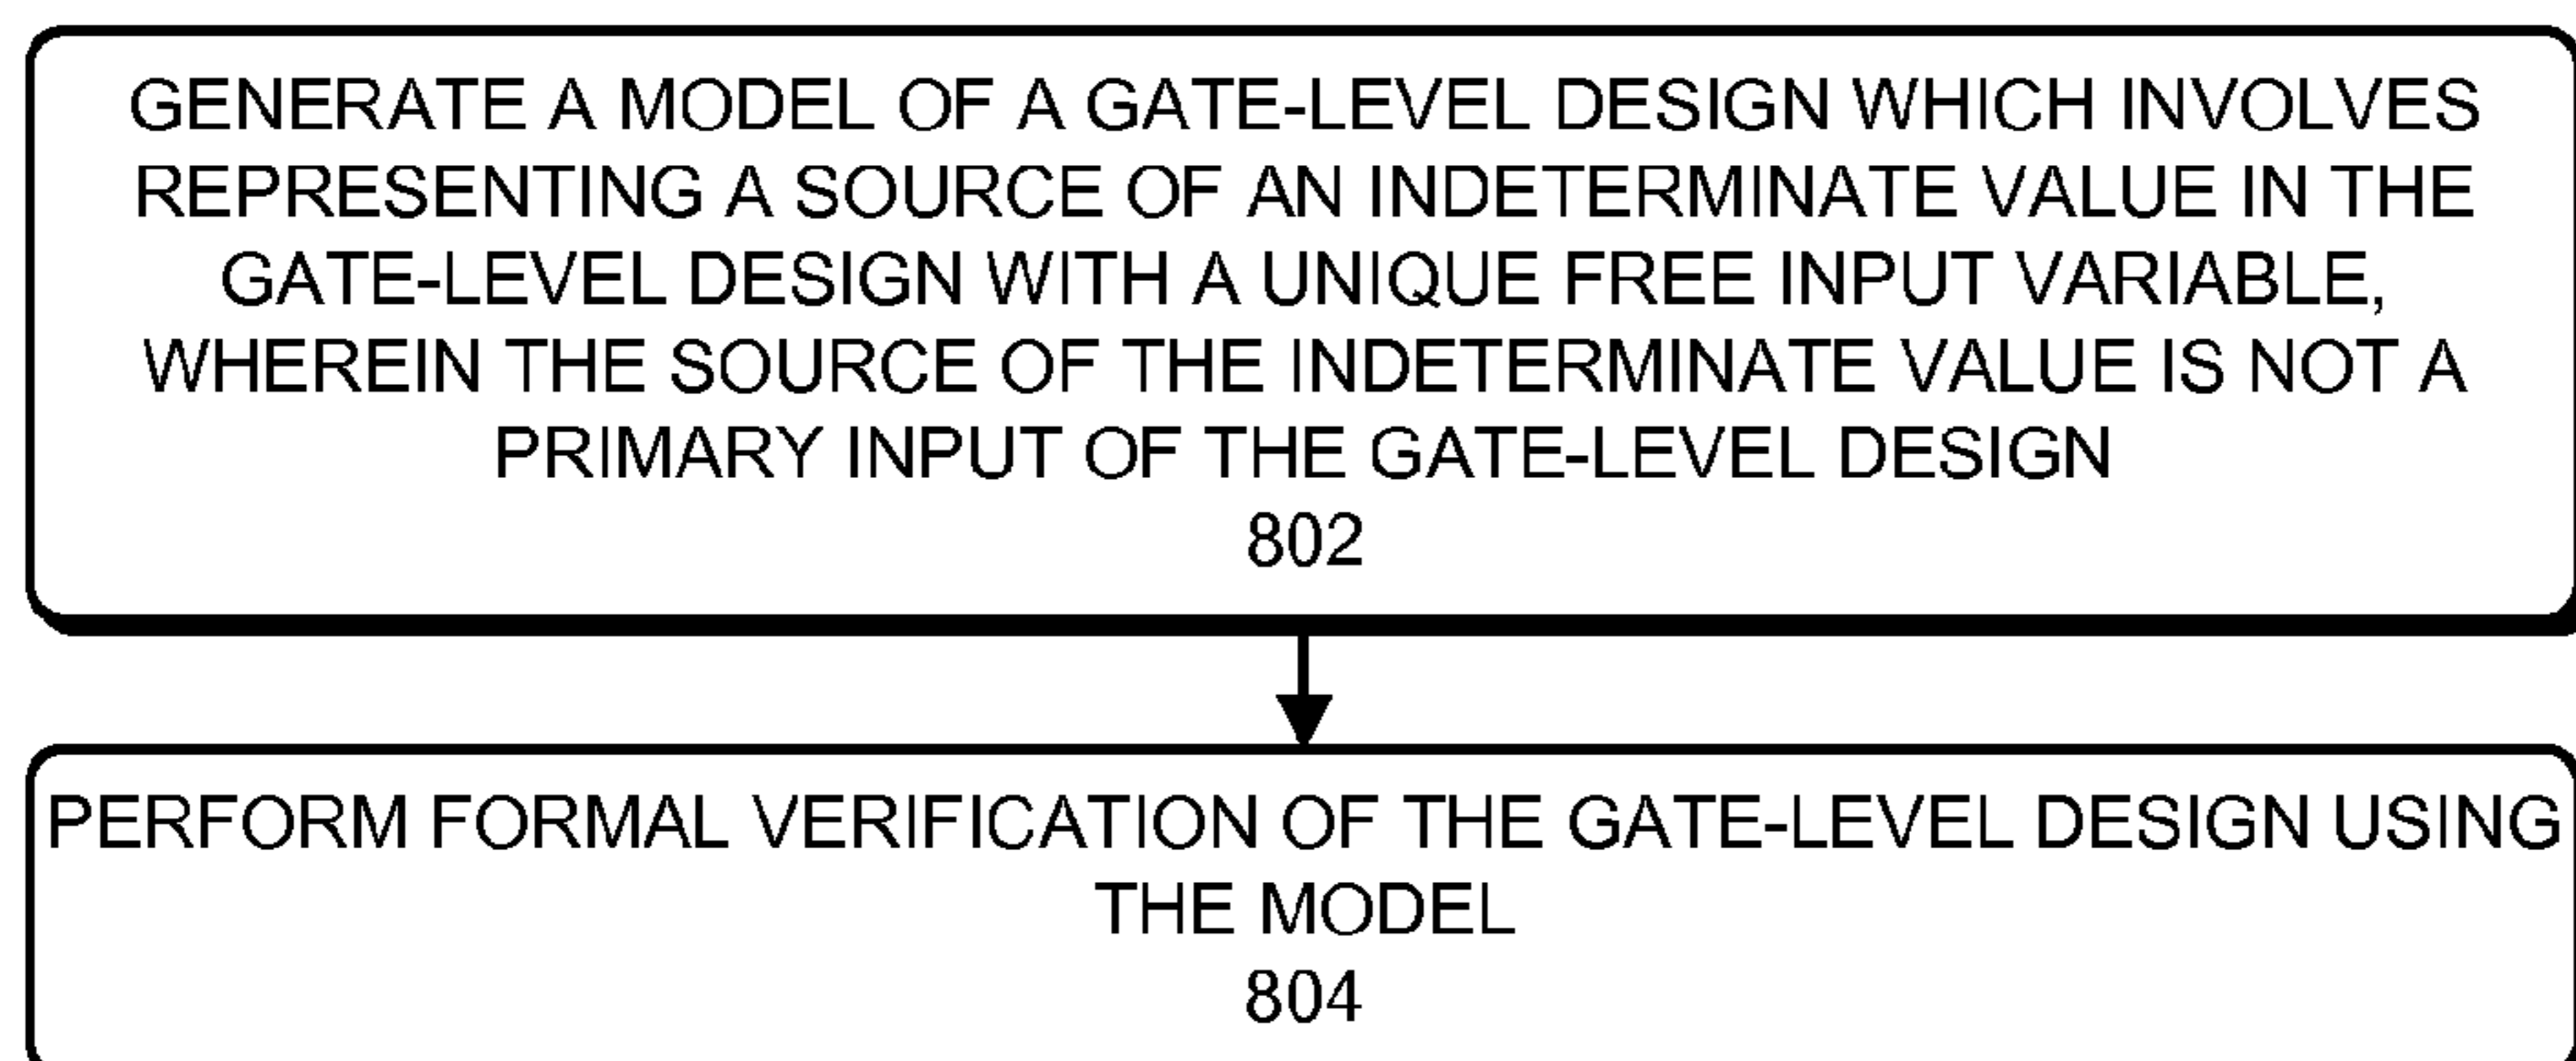 GENERATE A MODEL OF A GATE-LEVEL DESIGN WHICH INVOLVES
REPRESENTING A SOURCE OF AN INDETERMINATE VALUE IN THE
GATE-LEVEL DESIGN WITH A UNIQUE FREE INPUT VARIABLE,
WHEREIN THE SOURCE OF THE INDETERMINATE VALUE IS NOT A
PRIMARY INPUT OF THE GATE-LEVEL DESIGN
802
PERFORM FORMAL VERIFICATION OF THE GATE-LEVEL DESIGN USING
THE MODEL
804